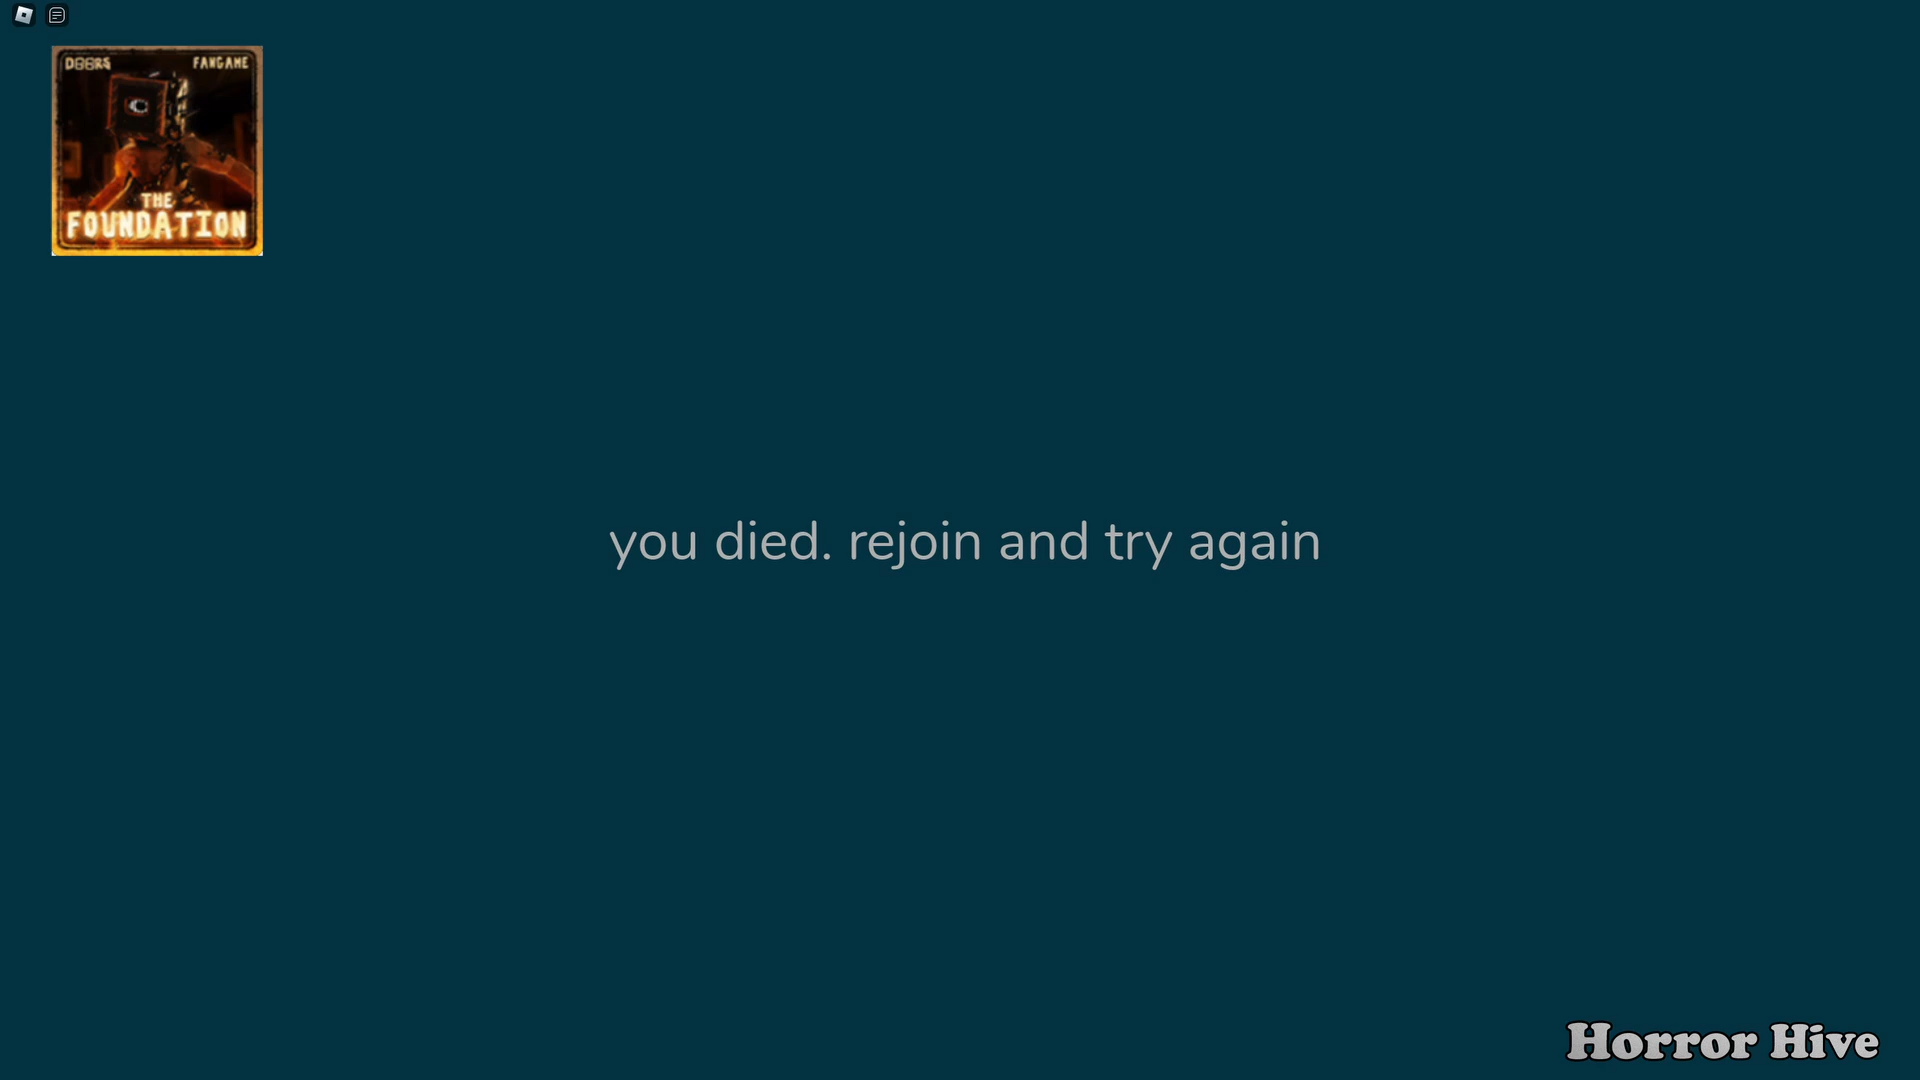 DOORS
FANGAME
THE
FOUNDATION
you died. rejoin and try again
Horror Hive